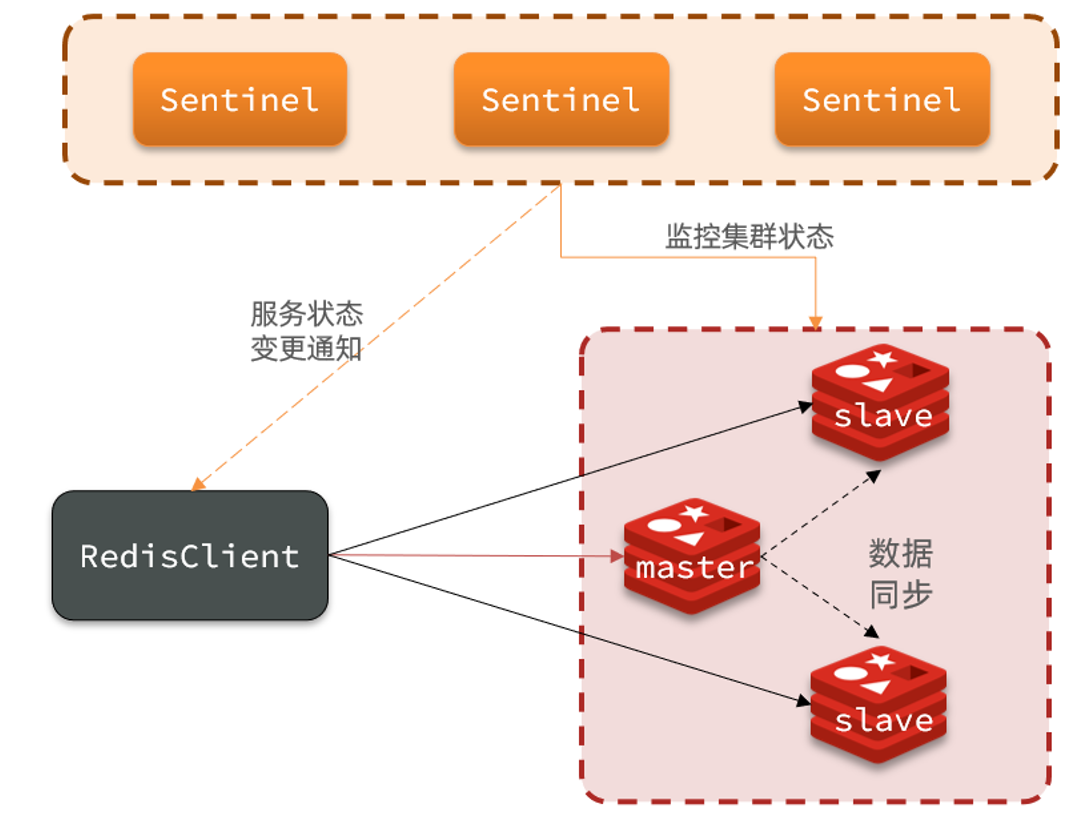 Sentinel
Sentinel
Sentinel
监控集群状态
服务状态
变更通知
slave
RedisClient
master
数据
同步
slave